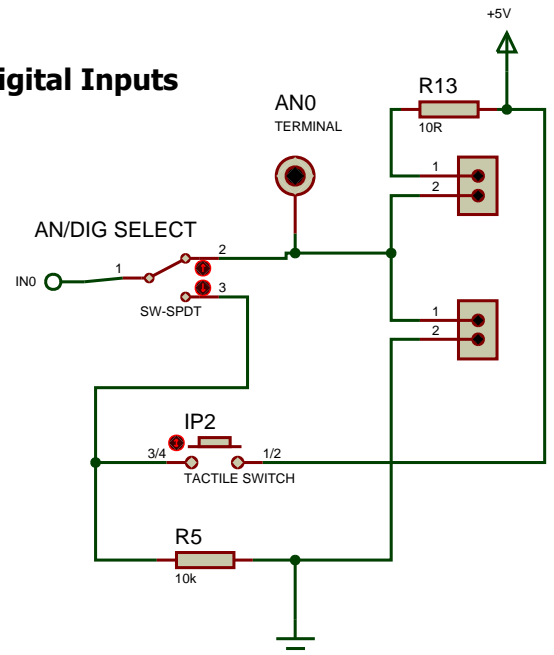 +5V
igital Inputs
R13
10R
AN0
TERMINAL
1
2
AN/DIG SELECT
2
IN0
1
3
SW-SPDT
1
2
IP2
3/4
1/2
TACTILE SWITCH
R5
10k